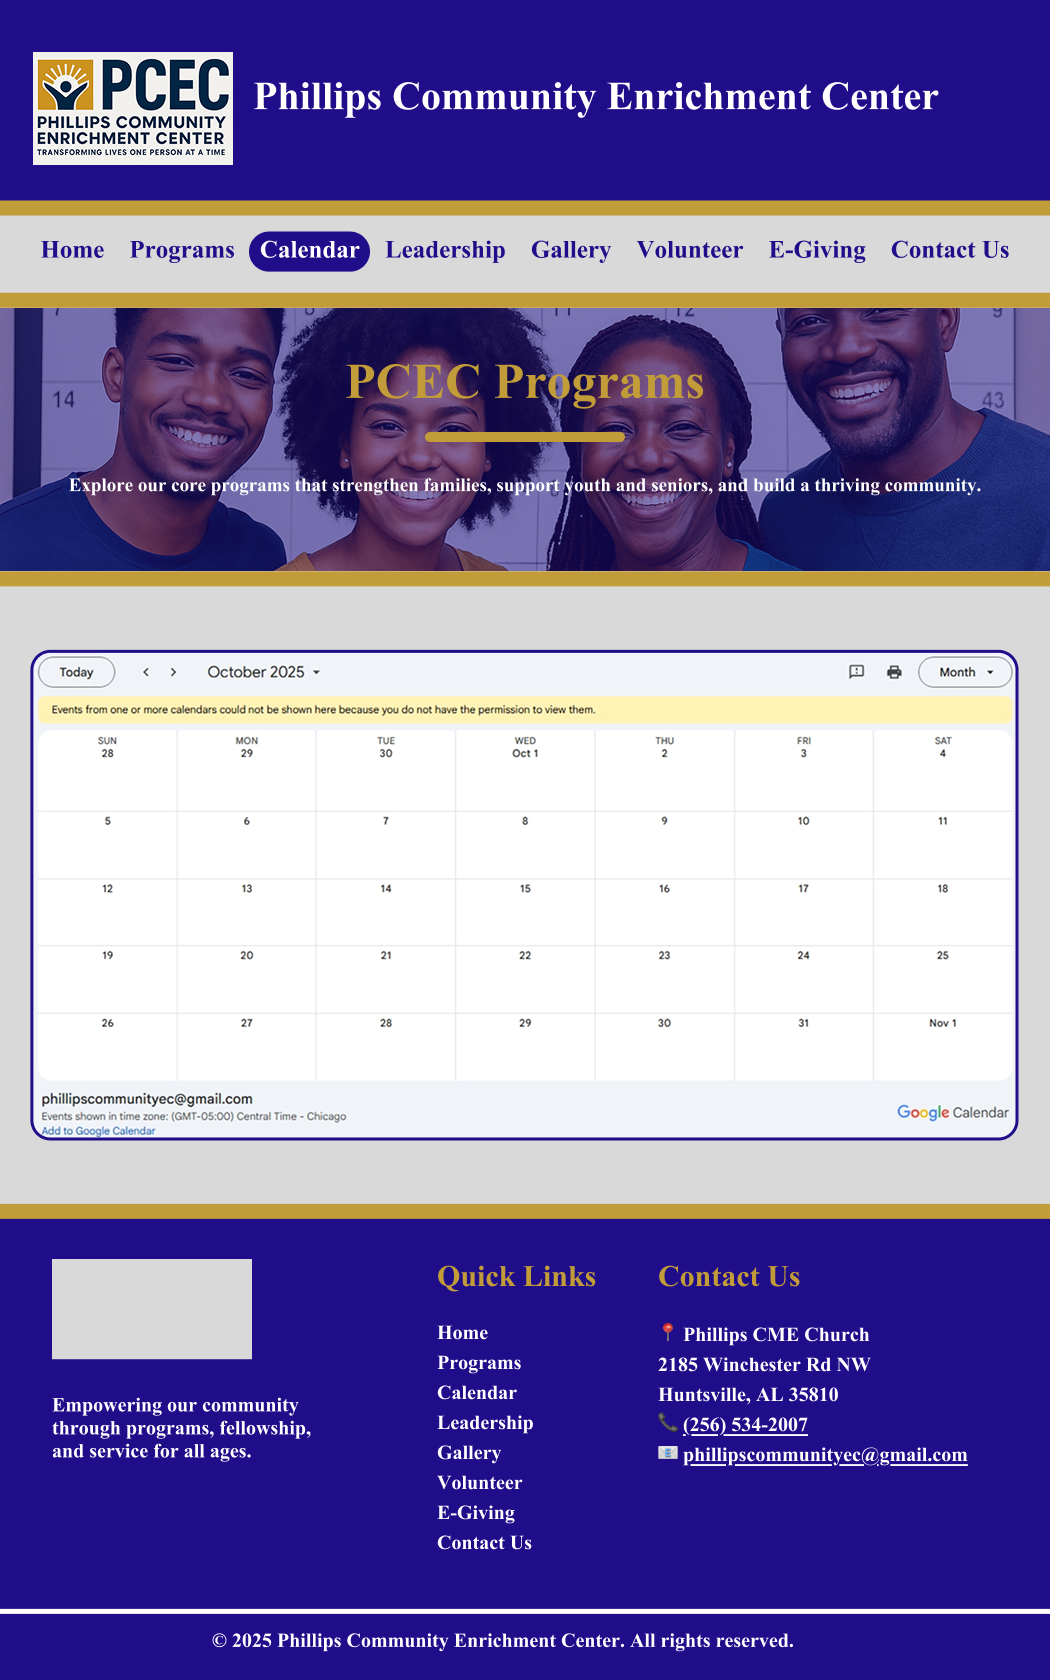 PCEC
PHILLIPS COMMUNITY
ENRICHMENT CENTER
TRANSFORMING LIVES ONE PERSON AT A TIME
Phillips Community Enrichment Center
Home Programs Calendar Leadership Gallery Volunteer E-Giving Contact Us
7 8 11 12 9
14 43
PCEC Programs
Explore our core programs that strengthen families, support youth and seniors, and build a thriving community.
Today October 2025 Month
Events from one or more calendars could not be shown here because you do not have the permission to view them.
SUN MON TUE WED THU FRI SAT
28 29 30 Oct 1 2 3 4
5 6 7 8 9 10 11
12 13 14 15 16 17 18
19 20 21 22 23 24 25
26 27 28 29 30 31 Nov 1
phillipscommunityec@gmail.com
Events shown in time zone: (GMT-05:00) Central Time - Chicago
Add to Google Calendar
Google Calendar
Empowering our community
through programs, fellowship,
and service for all ages.
Quick Links
Home
Programs
Calendar
Leadership
Gallery
Volunteer
E-Giving
Contact Us
Contact Us
📍 Phillips CME Church
2185 Winchester Rd NW
Huntsville, AL 35810
📞 (256) 534-2007
📧 phillipscommunityec@gmail.com
© 2025 Phillips Community Enrichment Center. All rights reserved.